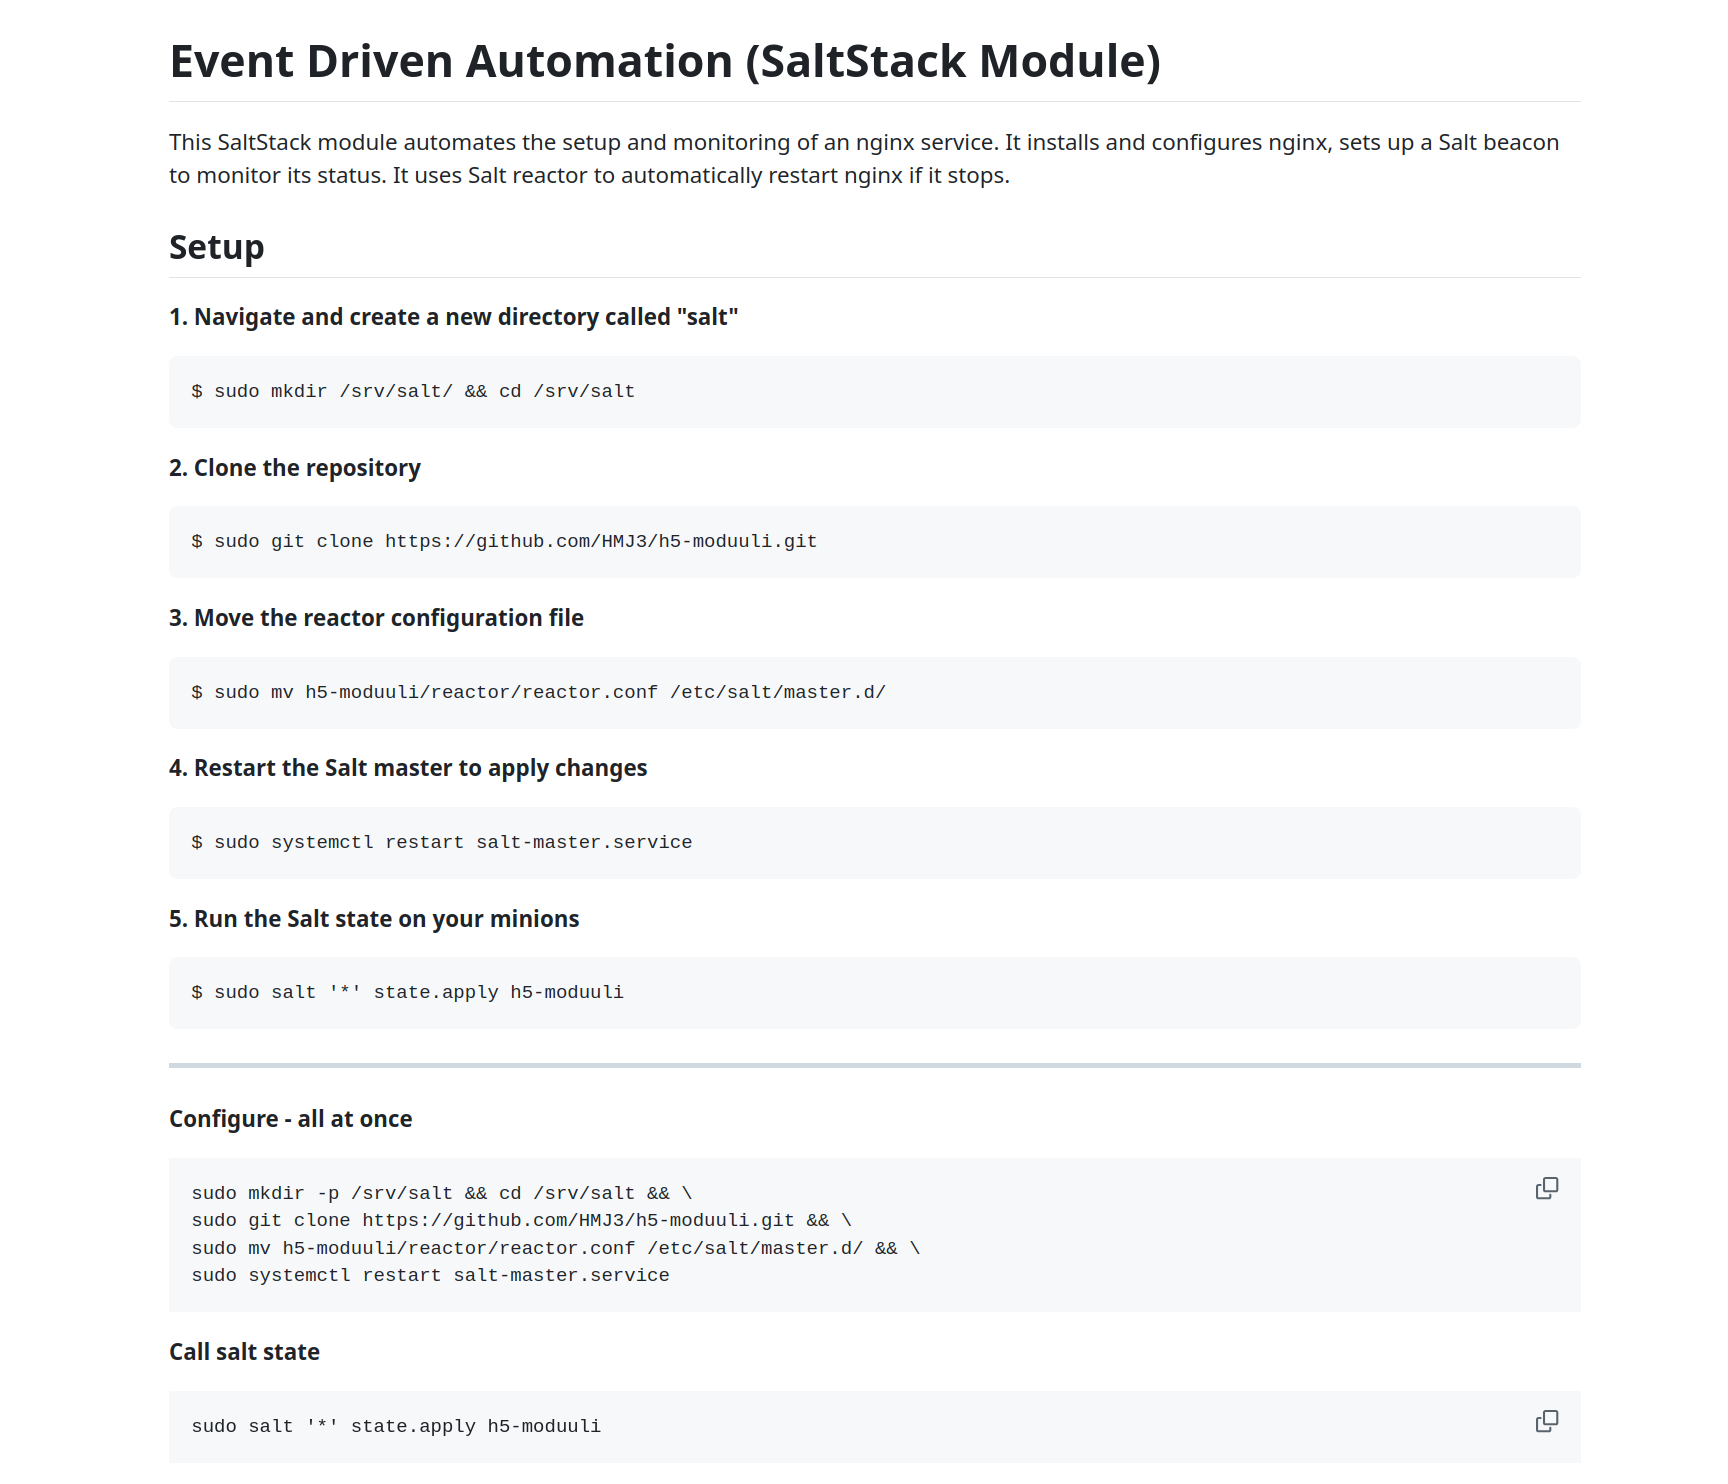 Event Driven Automation (SaltStack Module)
This SaltStack module automates the setup and monitoring of an nginx service. It installs and configures nginx, sets up a Salt beacon
to monitor its status. It uses Salt reactor to automatically restart nginx if it stops.
Setup
1. Navigate and create a new directory called "salt"
$ sudo mkdir /srv/salt/ && cd /srv/salt
2. Clone the repository
$ sudo git clone https://github.com/HMJ3/h5-moduuli.git
3. Move the reactor configuration file
$ sudo mv h5-moduuli/reactor/reactor.conf /etc/salt/master.d/
4. Restart the Salt master to apply changes
$ sudo systemctl restart salt-master.service
5. Run the Salt state on your minions
$ sudo salt '*' state.apply h5-moduuli
Configure - all at once
sudo mkdir -p /srv/salt && cd /srv/salt && \
sudo git clone https://github.com/HMJ3/h5-moduuli.git && \
sudo mv h5-moduuli/reactor/reactor.conf /etc/salt/master.d/ && \
sudo systemctl restart salt-master.service
Call salt state
sudo salt '*' state.apply h5-moduuli